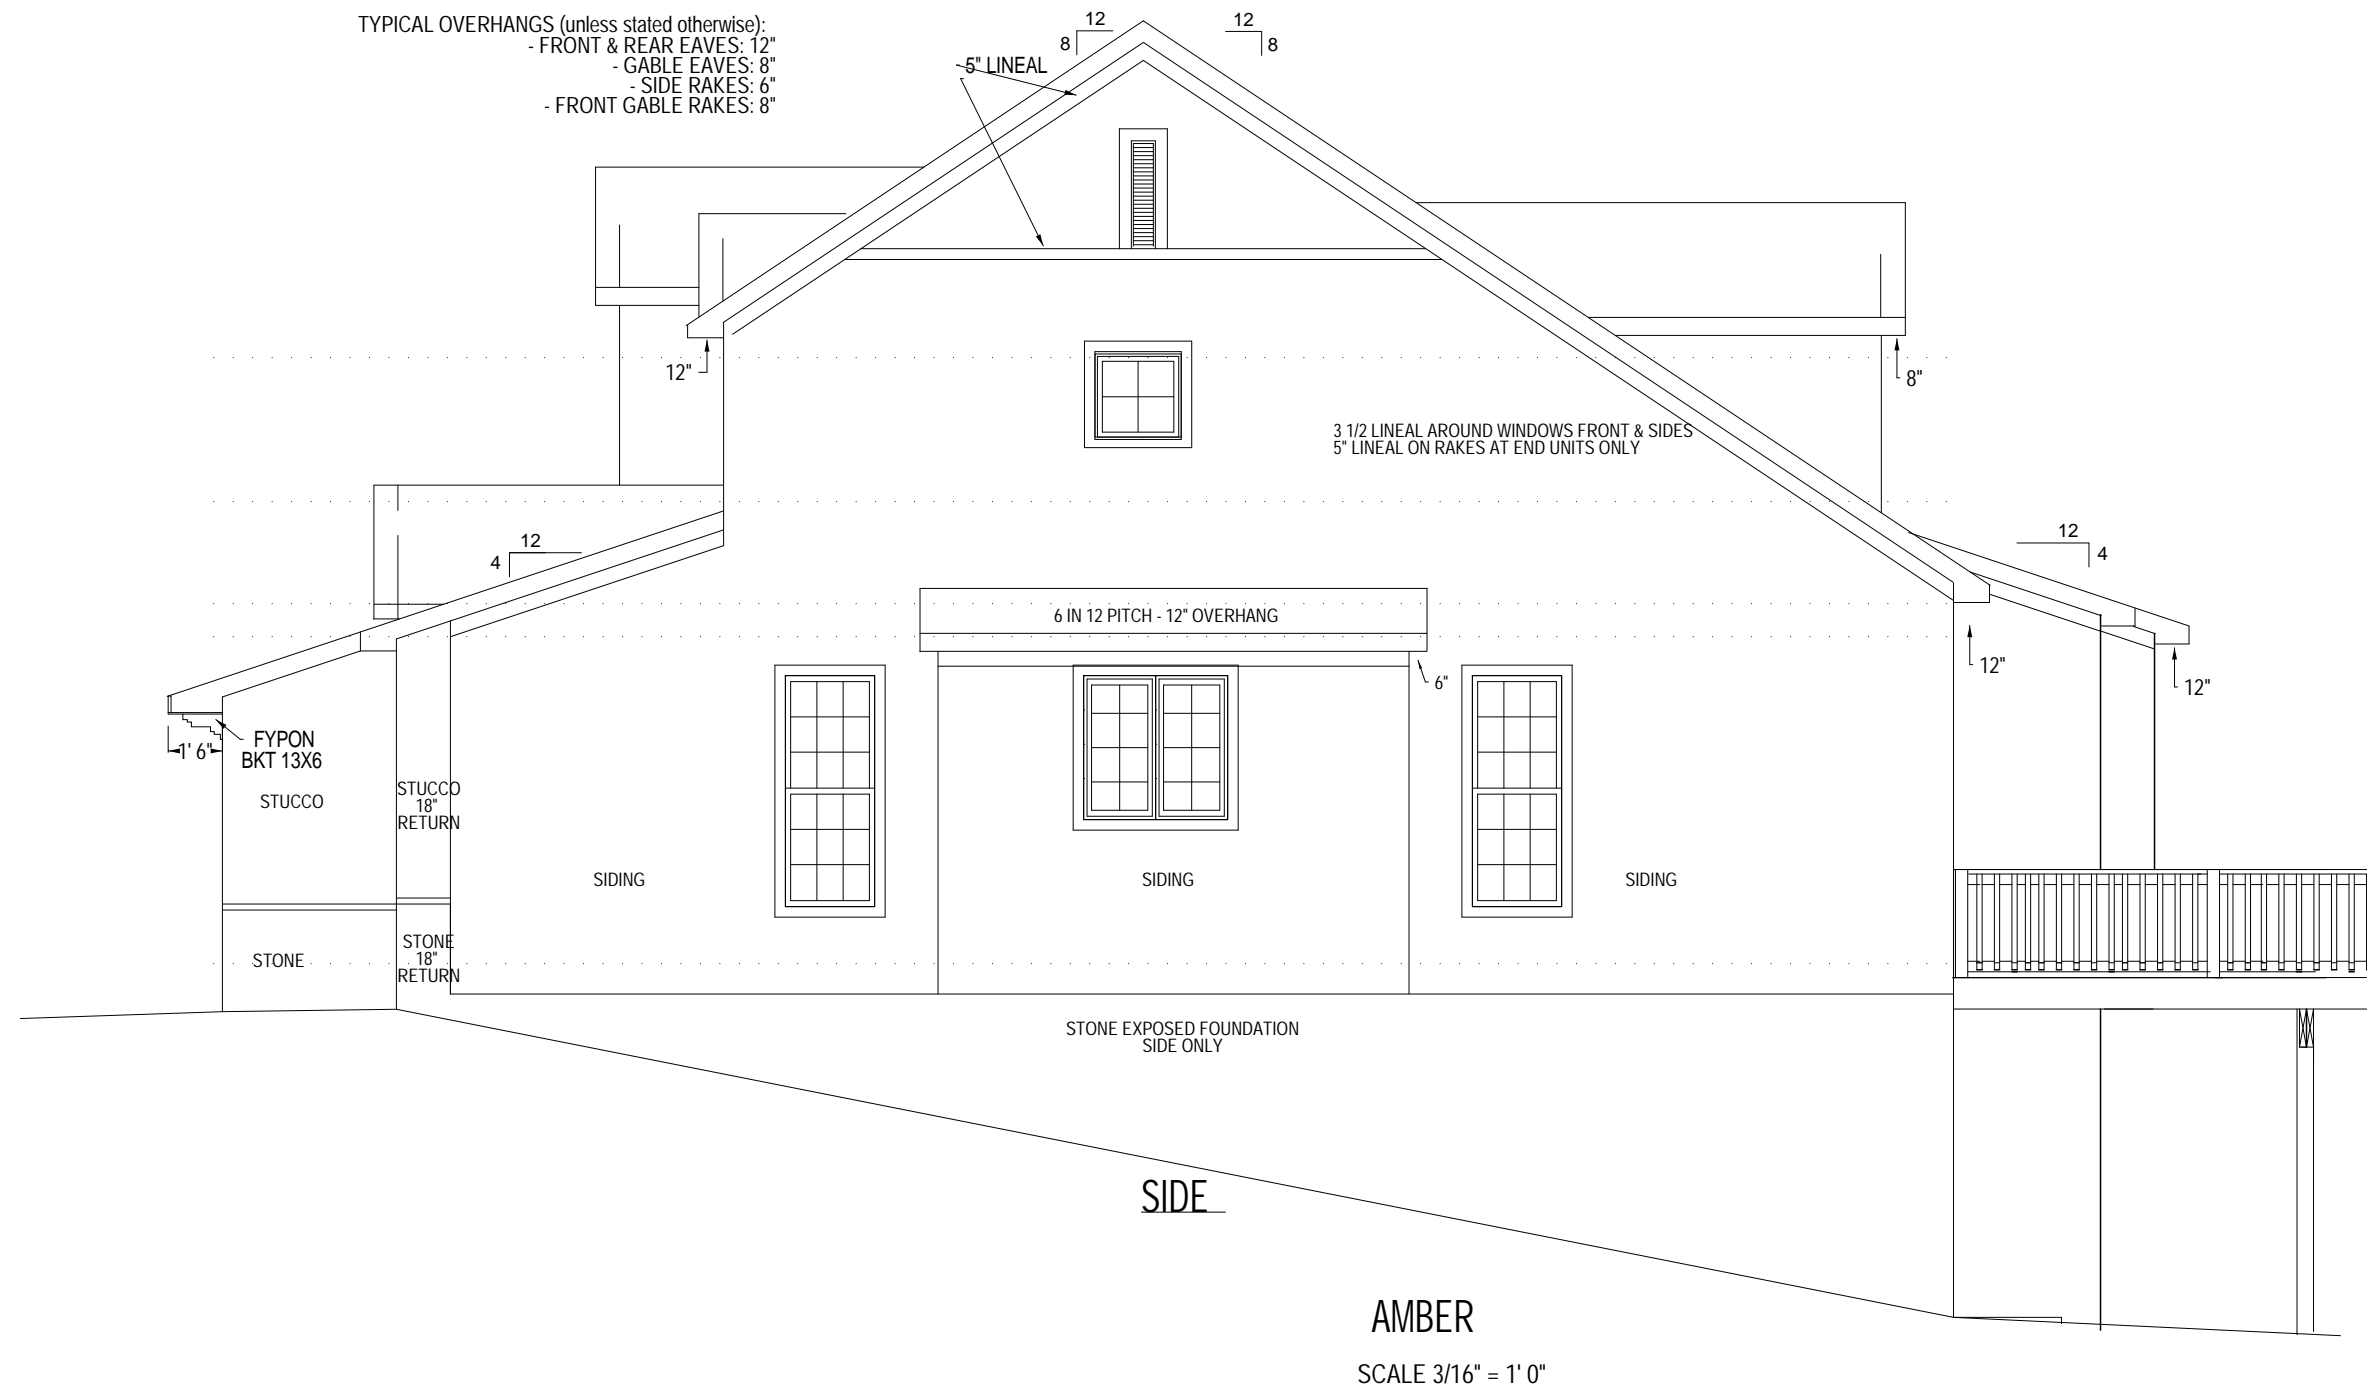 TYPICAL OVERHANGS (unless stated otherwise):
- FRONT & REAR EAVES: 12"
- GABLE EAVES: 8"
- SIDE RAKES: 6"
- FRONT GABLE RAKES: 8"
12
8
12
8
5" LINEAL
12"
8"
3 1/2 LINEAL AROUND WINDOWS FRONT & SIDES
5" LINEAL ON RAKES AT END UNITS ONLY
12
4
12
4
6 IN 12 PITCH - 12" OVERHANG
6"
12"
12"
1' 6"
FYPON
BKT 13X6
STUCCO
STUCCO
18"
RETURN
SIDING
SIDING
SIDING
STONE
STONE
18"
RETURN
STONE EXPOSED FOUNDATION
SIDE ONLY
SIDE
AMBER
SCALE 3/16" = 1' 0"